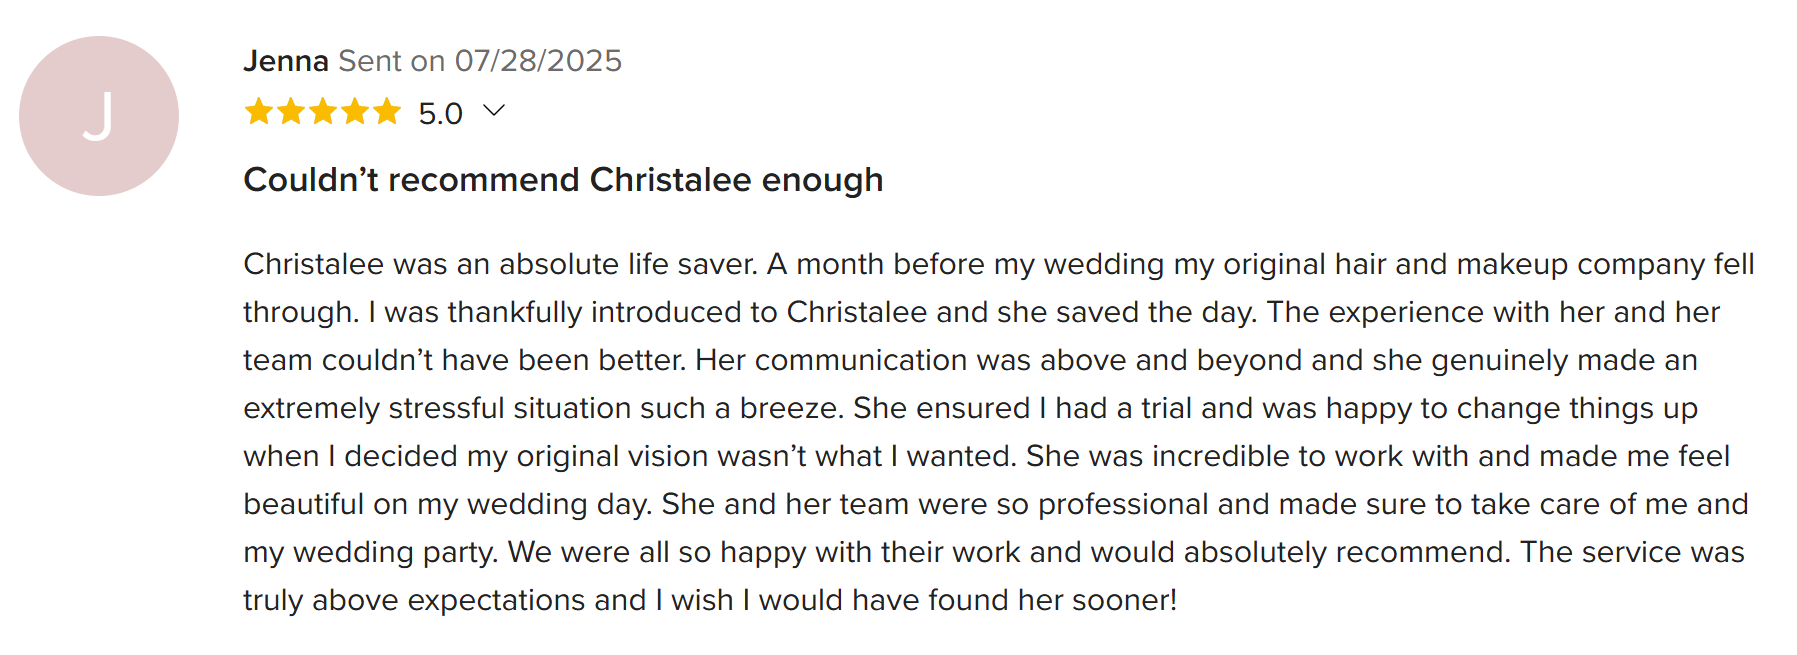 J
Jenna Sent on 07/28/2025
5.0
Couldn’t recommend Christalee enough
Christalee was an absolute life saver. A month before my wedding my original hair and makeup company fell
through. I was thankfully introduced to Christalee and she saved the day. The experience with her and her
team couldn’t have been better. Her communication was above and beyond and she genuinely made an
extremely stressful situation such a breeze. She ensured I had a trial and was happy to change things up
when I decided my original vision wasn’t what I wanted. She was incredible to work with and made me feel
beautiful on my wedding day. She and her team were so professional and made sure to take care of me and
my wedding party. We were all so happy with their work and would absolutely recommend. The service was
truly above expectations and I wish I would have found her sooner!